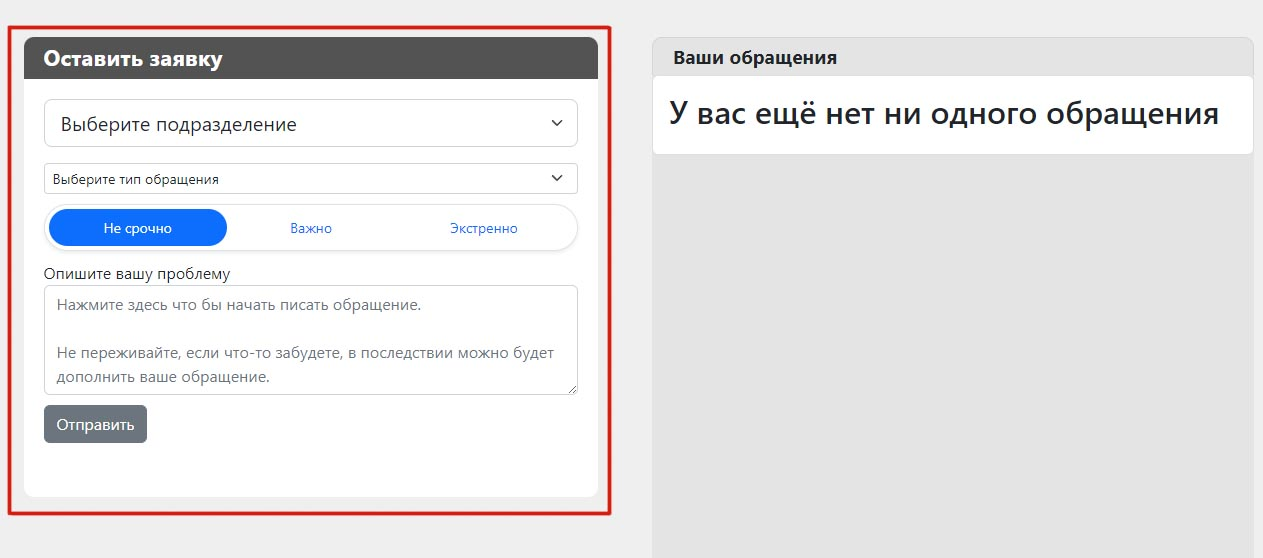 Оставить заявку
Выберите подразделение
Выберите тип обращения
Не срочно
Важно
Экстренно
Опишите вашу проблему
Нажмите здесь что бы начать писать обращение.
Не переживайте, если что-то забудете, в последствии можно будет
дополнить ваше обращение.
Отправить
Ваши обращения
У вас ещё нет ни одного обращения